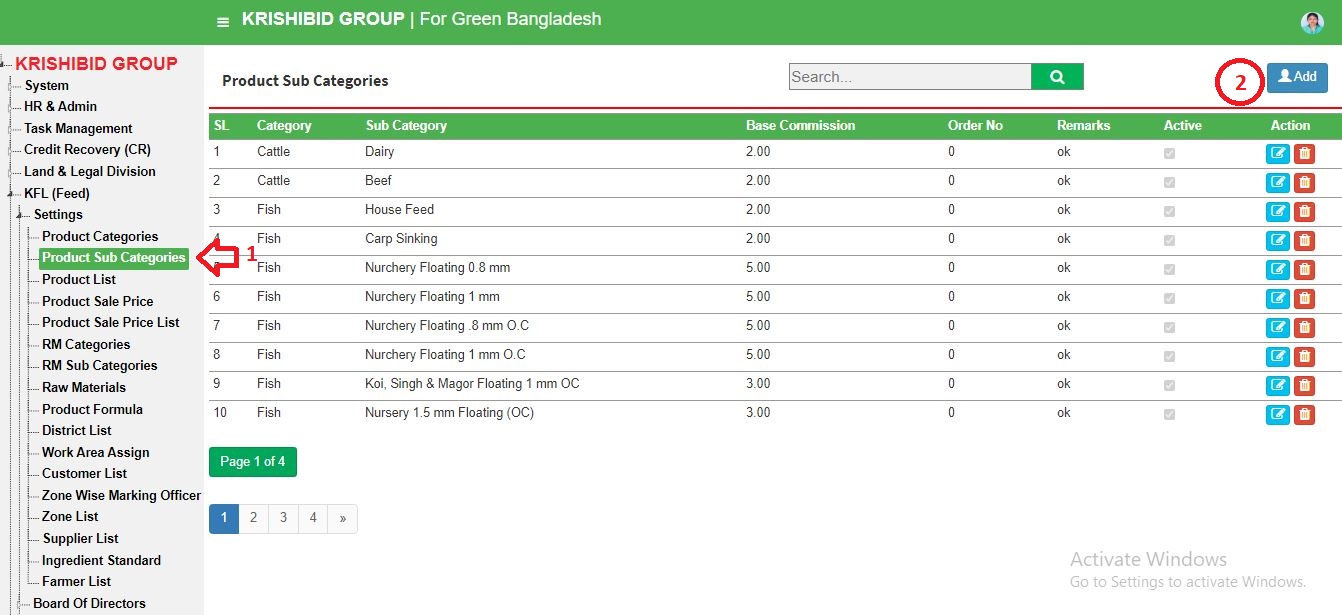 KRISHIBID GROUP | For Green Bangladesh
KRISHIBID GROUP
System
HR & Admin
Task Management
Credit Recovery (CR)
Land & Legal Division
KFL (Feed)
Settings
Product Categories
Product Sub Categories
Product List
Product Sale Price
Product Sale Price List
RM Categories
RM Sub Categories
Raw Materials
Product Formula
District List
Work Area Assign
Customer List
Zone Wise Marking Officer
Zone List
Supplier List
Ingredient Standard
Farmer List
Board Of Directors
1
Product Sub Categories
Search...
2
Add
SL Category Sub Category Base Commission Order No Remarks Active Action
1 Cattle Dairy 2.00 0 ok
2 Cattle Beef 2.00 0 ok
3 Fish House Feed 2.00 0 ok
4 Fish Carp Sinking 2.00 0 ok
Fish Nurchery Floating 0.8 mm 5.00 0 ok
6 Fish Nurchery Floating 1 mm 5.00 0 ok
7 Fish Nurchery Floating .8 mm O.C 5.00 0 ok
8 Fish Nurchery Floating 1 mm O.C 5.00 0 ok
9 Fish Koi, Singh & Magor Floating 1 mm OC 3.00 0 ok
10 Fish Nursery 1.5 mm Floating (OC) 3.00 0 ok
Page 1 of 4
1 2 3 4 »
Activate Windows
Go to Settings to activate Windows.